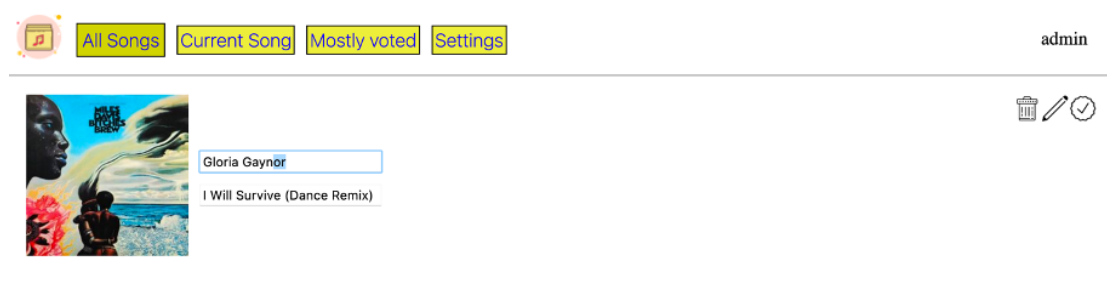 All Songs Current Song Mostly voted Settings admin
MILES
DAVIS
BITCHES
BREW
Gloria Gaynor
I Will Survive (Dance Remix)